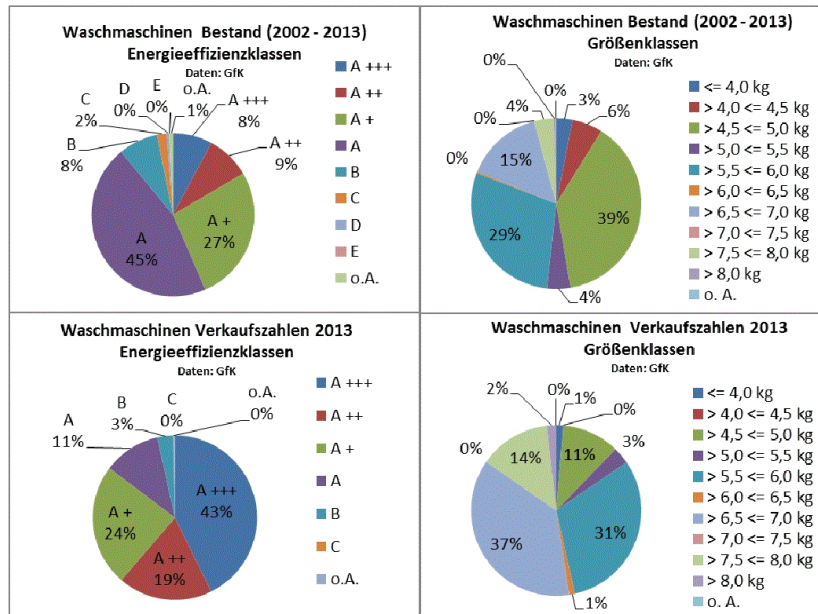 Waschmaschinen Bestand (2002 - 2013)
Energieeffizienzklassen
Daten: GfK
E
0%
o.A.
1%
D
0%
C
2%
B
8%
A +++
8%
A ++
9%
A +
27%
A
45%
A +++
A ++
A +
A
B
C
D
E
o.A.
Waschmaschinen Bestand (2002 - 2013)
Größenklassen
Daten: GfK
0%
0%
3%
6%
39%
4%
29%
0%
15%
0%
4%
<= 4,0 kg
> 4,0 <= 4,5 kg
> 4,5 <= 5,0 kg
> 5,0 <= 5,5 kg
> 5,5 <= 6,0 kg
> 6,0 <= 6,5 kg
> 6,5 <= 7,0 kg
> 7,0 <= 7,5 kg
> 7,5 <= 8,0 kg
> 8,0 kg
o. A.
Waschmaschinen Verkaufszahlen 2013
Energieeffizienzklassen
Daten: GfK
A
11%
B
3%
C
0%
o.A.
0%
A +++
43%
A ++
19%
A +
24%
A +++
A ++
A +
A
B
C
o.A.
Waschmaschinen Verkaufszahlen 2013
Größenklassen
Daten: GfK
2%
0%
1%
0%
11%
3%
31%
1%
37%
0%
14%
<= 4,0 kg
> 4,0 <= 4,5 kg
> 4,5 <= 5,0 kg
> 5,0 <= 5,5 kg
> 5,5 <= 6,0 kg
> 6,0 <= 6,5 kg
> 6,5 <= 7,0 kg
> 7,0 <= 7,5 kg
> 7,5 <= 8,0 kg
> 8,0 kg
o. A.